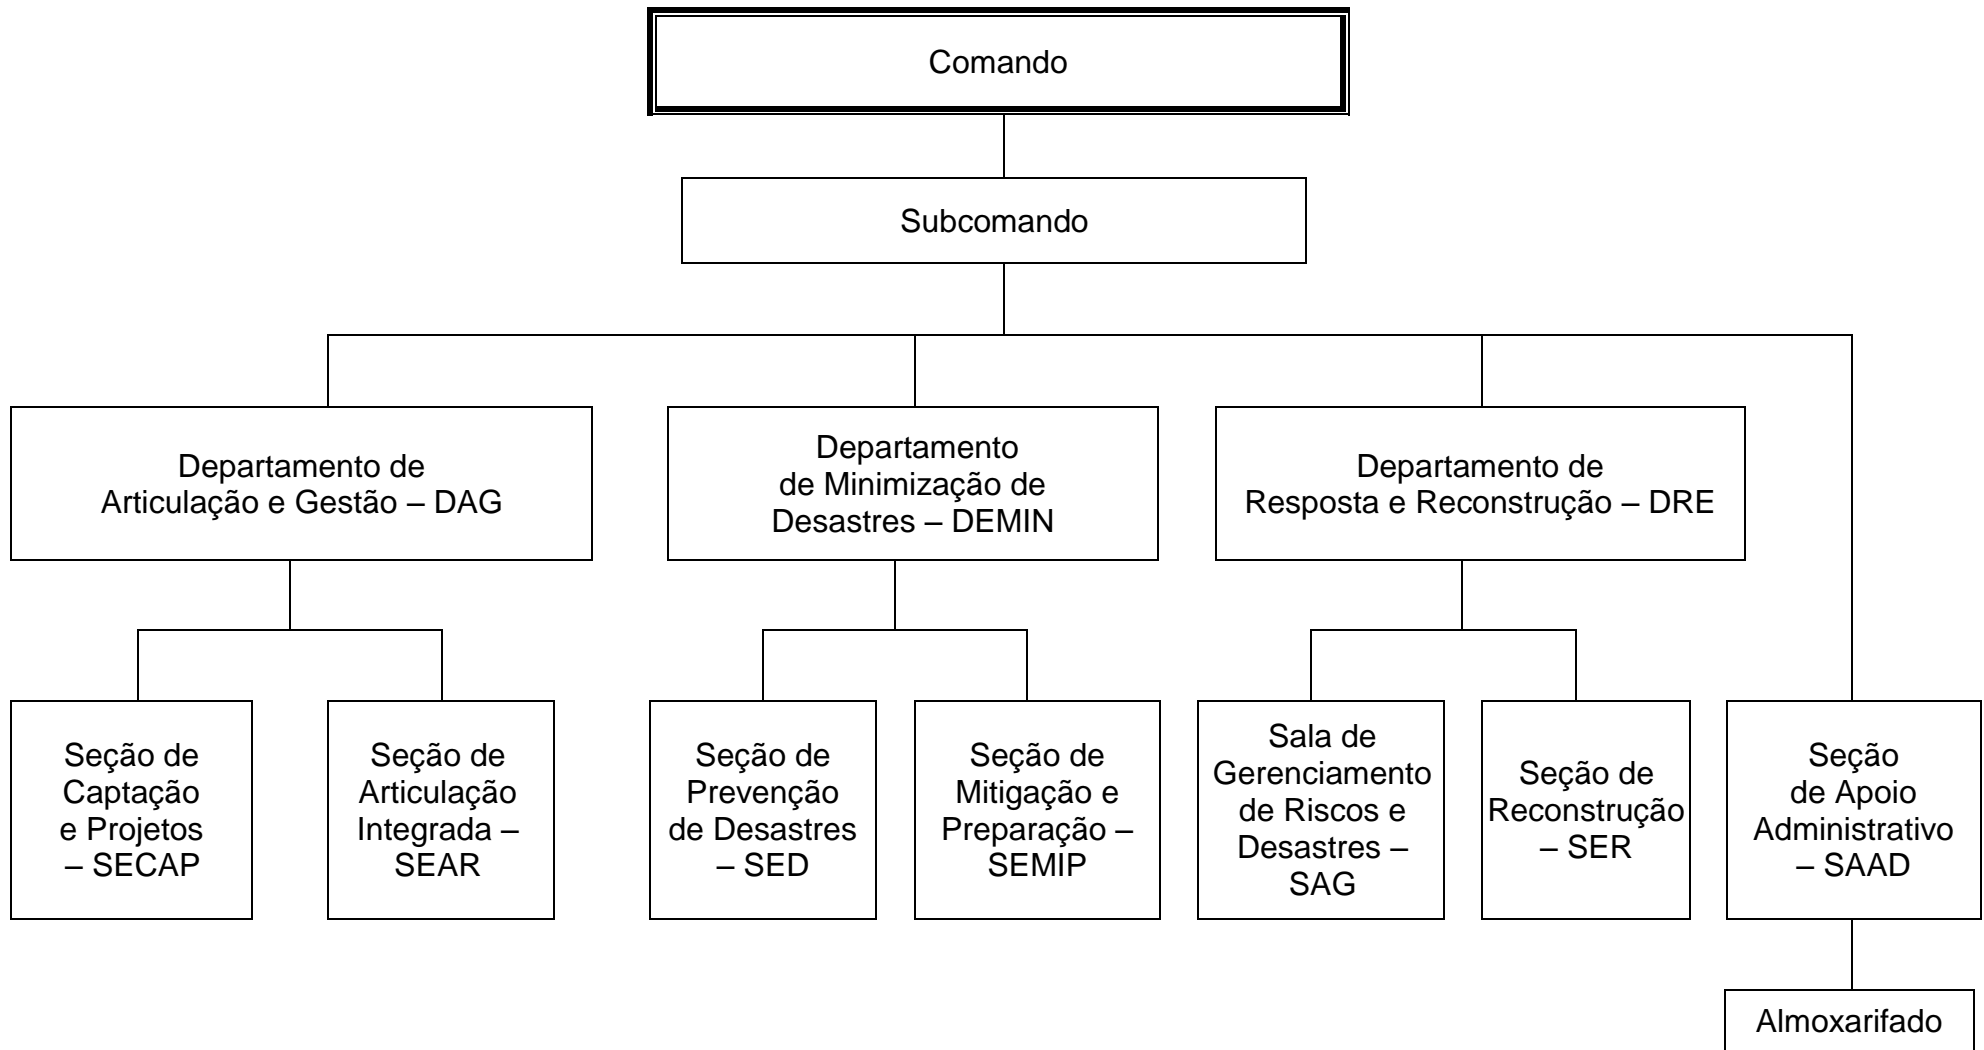 Comando
Subcomando
Departamento de
Articulação e Gestão – DAG
Departamento
de Minimização de
Desastres – DEMIN
Departamento de
Resposta e Reconstrução – DRE
Seção de
Captação
e Projetos
– SECAP
Seção de
Articulação
Integrada –
SEAR
Seção de
Prevenção
de Desastres
– SED
Seção de
Mitigação e
Preparação –
SEMIP
Sala de
Gerenciamento
de Riscos e
Desastres –
SAG
Seção de
Reconstrução
– SER
Seção
de Apoio
Administrativo
– SAAD
Almoxarifado